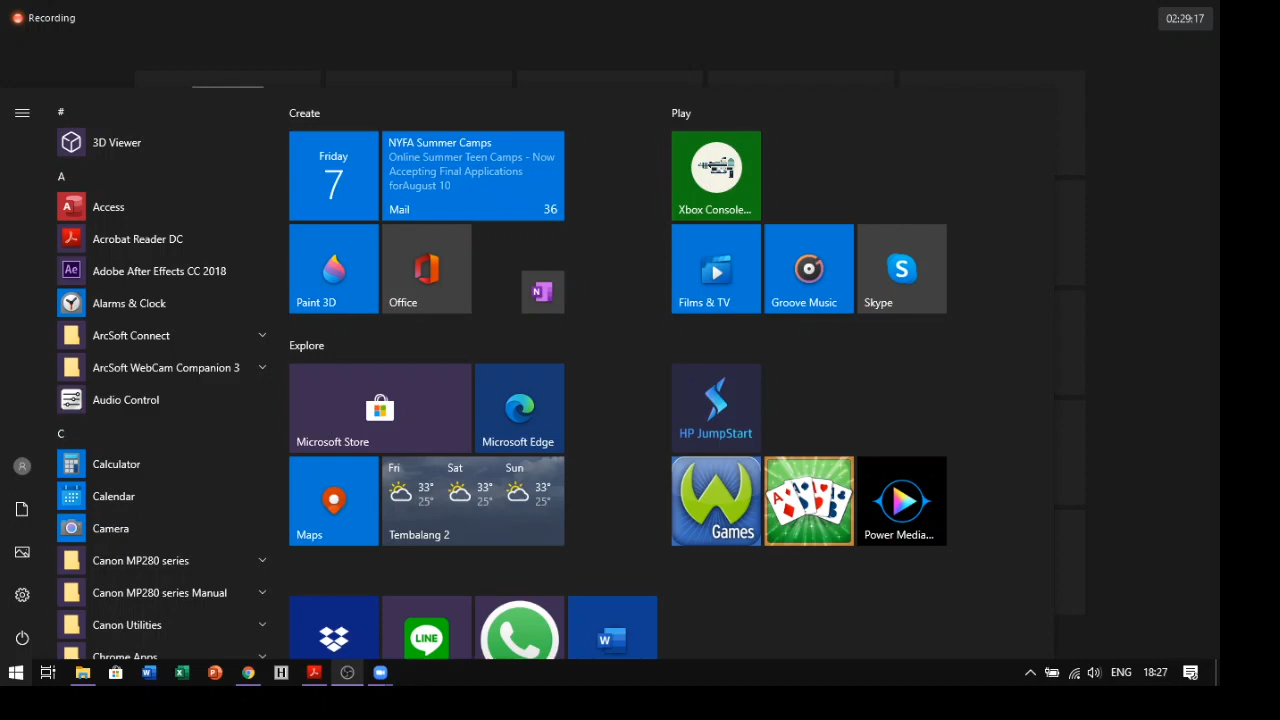 Recording
02:29:17
#
3D Viewer
A
Access
Acrobat Reader DC
Adobe After Effects CC 2018
Alarms & Clock
ArcSoft Connect
ArcSoft WebCam Companion 3
Audio Control
C
Calculator
Calendar
Camera
Canon MP280 series
Canon MP280 series Manual
Canon Utilities
Chrome Apps
Create
Friday
7
NYFA Summer Camps
Online Summer Teen Camps - Now
Accepting Final Applications
forAugust 10
Mail 36
Paint 3D
Office
N
Explore
Microsoft Store
Microsoft Edge
Maps
Fri Sat Sun
33° 33° 33°
25° 25° 25°
Tembalang 2
LINE
W
Play
Xbox Console...
Films & TV
Groove Music
Skype
HP JumpStart
W
Games
Power Media...
ENG
18:27